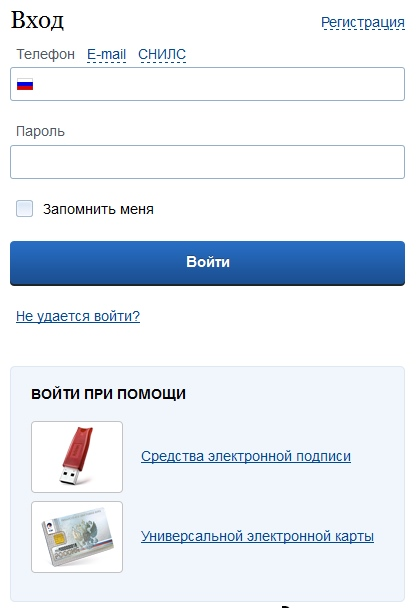 Вход Регистрация
Телефон E-mail СНИЛС
Пароль
Запомнить меня
Войти
Не удается войти?
ВОЙТИ ПРИ ПОМОЩИ
Средства электронной подписи
Универсальной электронной карты